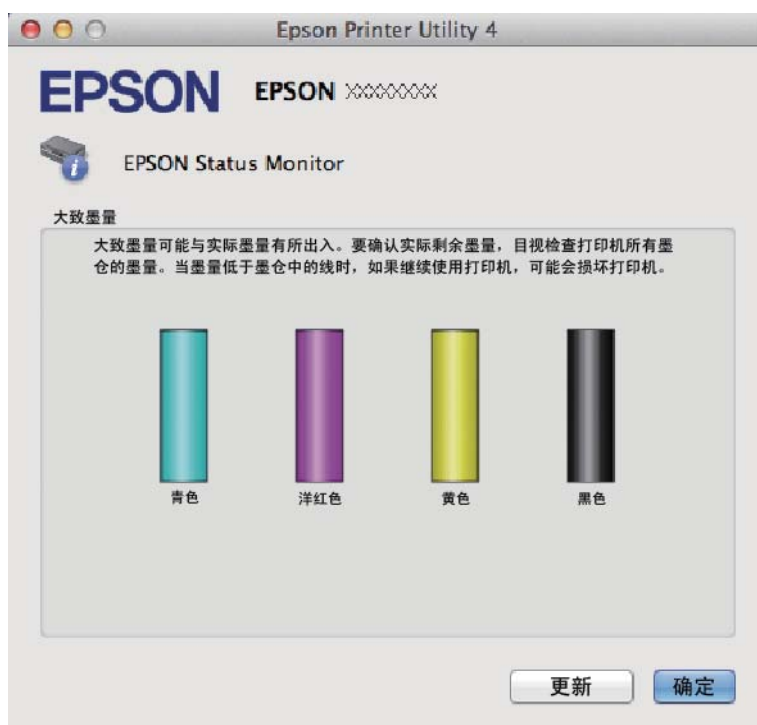 Epson Printer Utility 4
EPSON EPSON XXXXXXXX
EPSON Status Monitor
大致墨量
大致墨量可能与实际墨量有所出入。要确认实际剩余墨量，目视检查打印机所有墨
仓的墨量。当墨量低于墨仓中的线时，如果继续使用打印机，可能会损坏打印机。
青色 洋红色 黄色 黑色
更新 确定